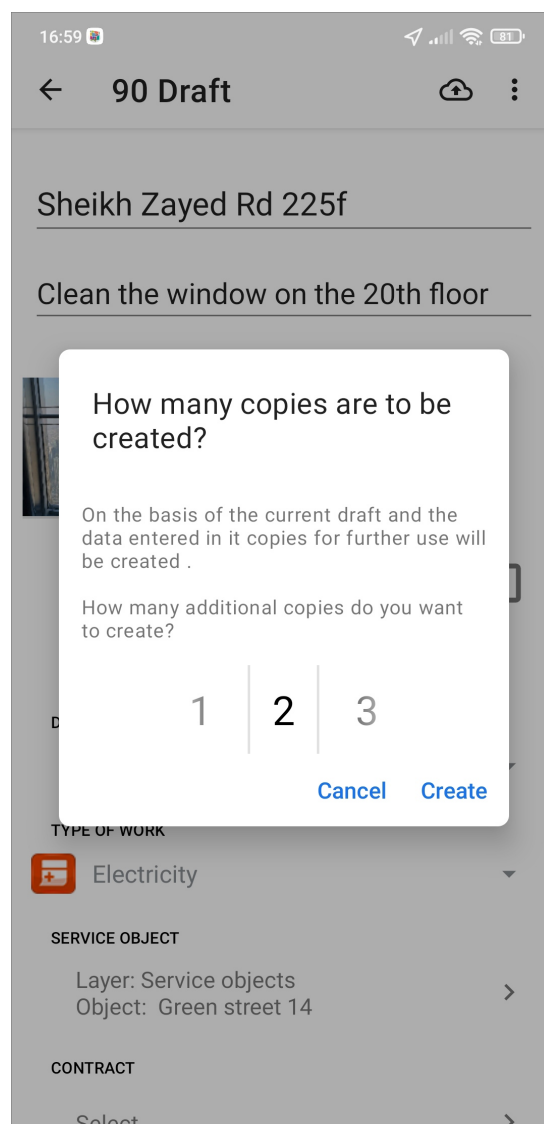 16:59
81
90 Draft
Sheikh Zayed Rd 225f
Clean the window on the 20th floor
How many copies are to be
created?
On the basis of the current draft and the
data entered in it copies for further use will
be created .
How many additional copies do you want
to create?
1 2 3
Cancel Create
TYPE OF WORK
Electricity
SERVICE OBJECT
Layer: Service objects
Object: Green street 14
CONTRACT
Select